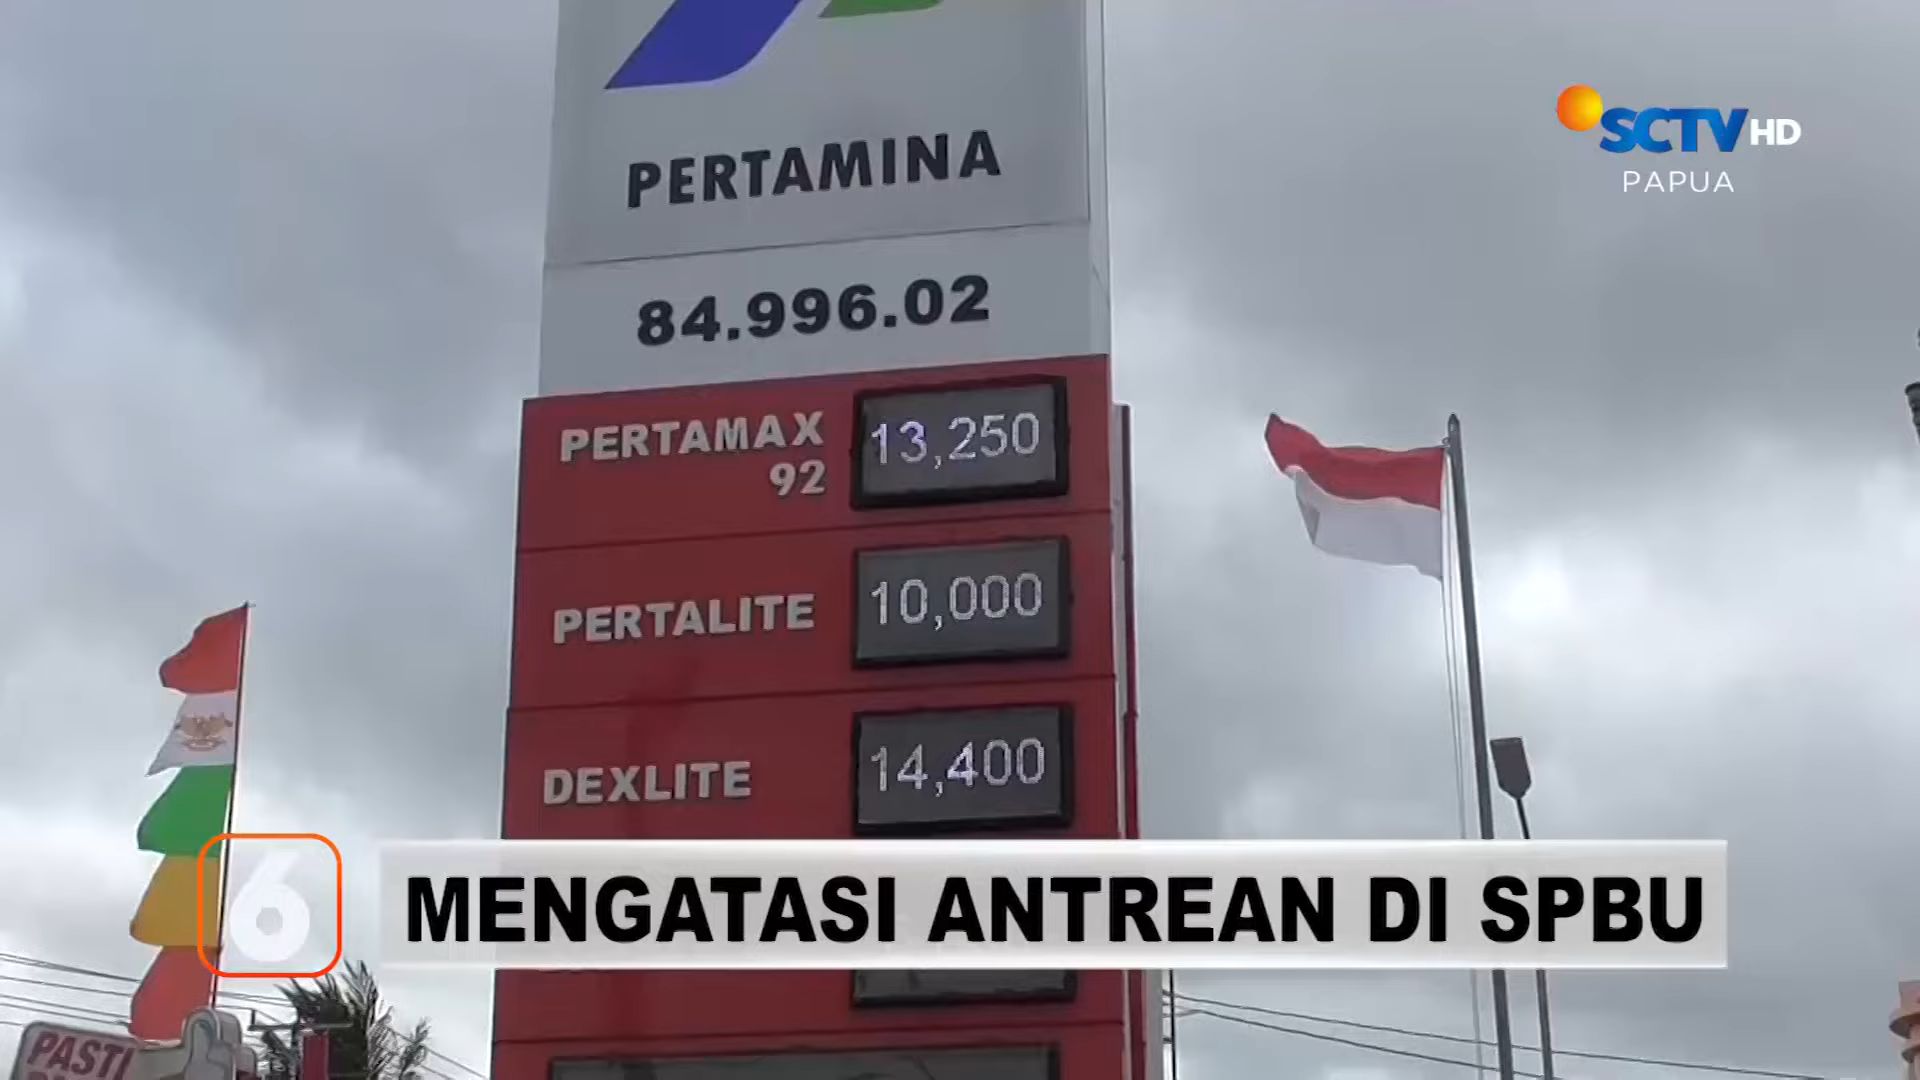 SCTV HD
PAPUA
PERTAMINA
84.996.02
PERTAMAX 13,250
92
PERTALITE 10,000
DEXLITE 14,400
6 MENGATASI ANTREAN DI SPBU
PASTI